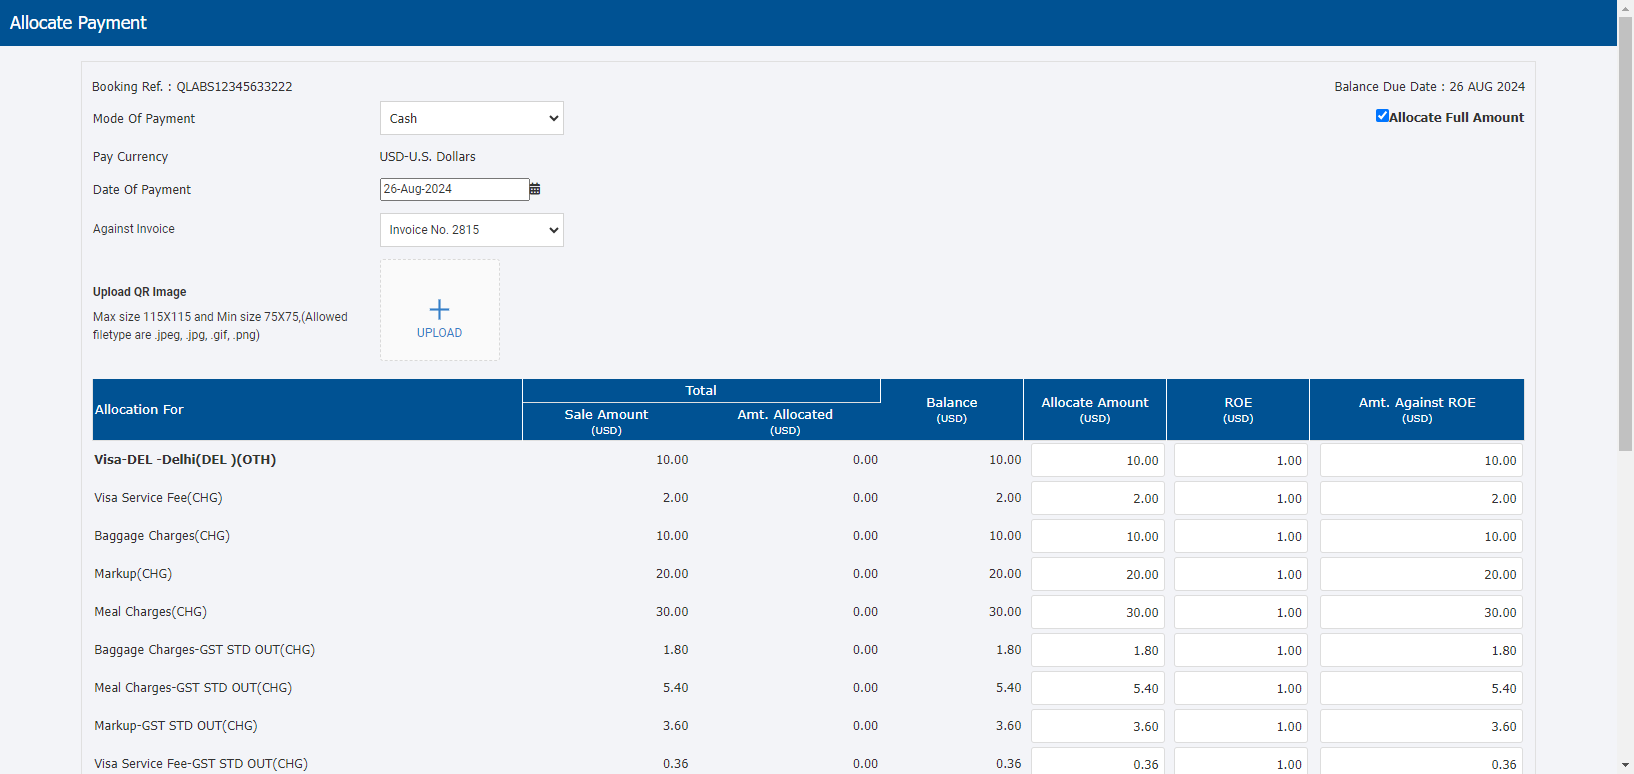 Allocate Payment
Booking Ref. : QLABS12345633222
Balance Due Date : 26 AUG 2024
Mode Of Payment
Cash
Allocate Full Amount
Pay Currency
USD-U.S. Dollars
Date Of Payment
26-Aug-2024
Against Invoice
Invoice No. 2815
Upload QR Image
Max size 115X115 and Min size 75X75,(Allowed
filetype are .jpeg, .jpg, .gif, .png)
UPLOAD
Allocation For
Total
Sale Amount
(USD)
Amt. Allocated
(USD)
Balance
(USD)
Allocate Amount
(USD)
ROE
(USD)
Amt. Against ROE
(USD)
Visa-DEL -Delhi(DEL )(OTH) 10.00 0.00 10.00 10.00 1.00 10.00
Visa Service Fee(CHG) 2.00 0.00 2.00 2.00 1.00 2.00
Baggage Charges(CHG) 10.00 0.00 10.00 10.00 1.00 10.00
Markup(CHG) 20.00 0.00 20.00 20.00 1.00 20.00
Meal Charges(CHG) 30.00 0.00 30.00 30.00 1.00 30.00
Baggage Charges-GST STD OUT(CHG) 1.80 0.00 1.80 1.80 1.00 1.80
Meal Charges-GST STD OUT(CHG) 5.40 0.00 5.40 5.40 1.00 5.40
Markup-GST STD OUT(CHG) 3.60 0.00 3.60 3.60 1.00 3.60
Visa Service Fee-GST STD OUT(CHG) 0.36 0.00 0.36 0.36 1.00 0.36